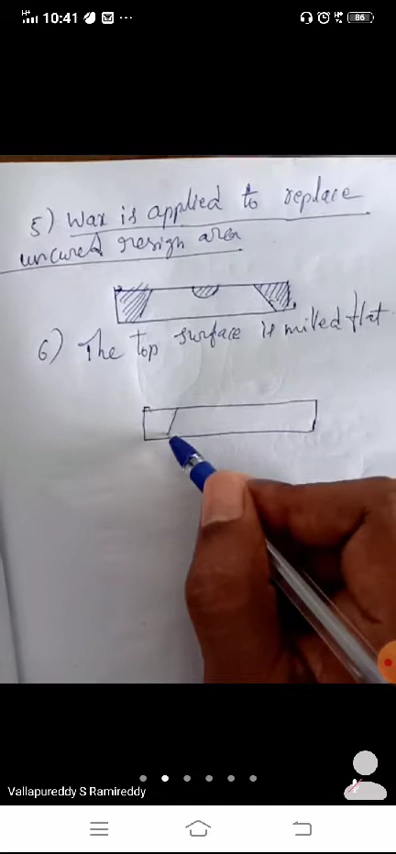 H+ 10:41 ... 86
5) Wax is applied to replace
uncured resign area
6) The top surface is milled flat
Vallapureddy S Ramireddy